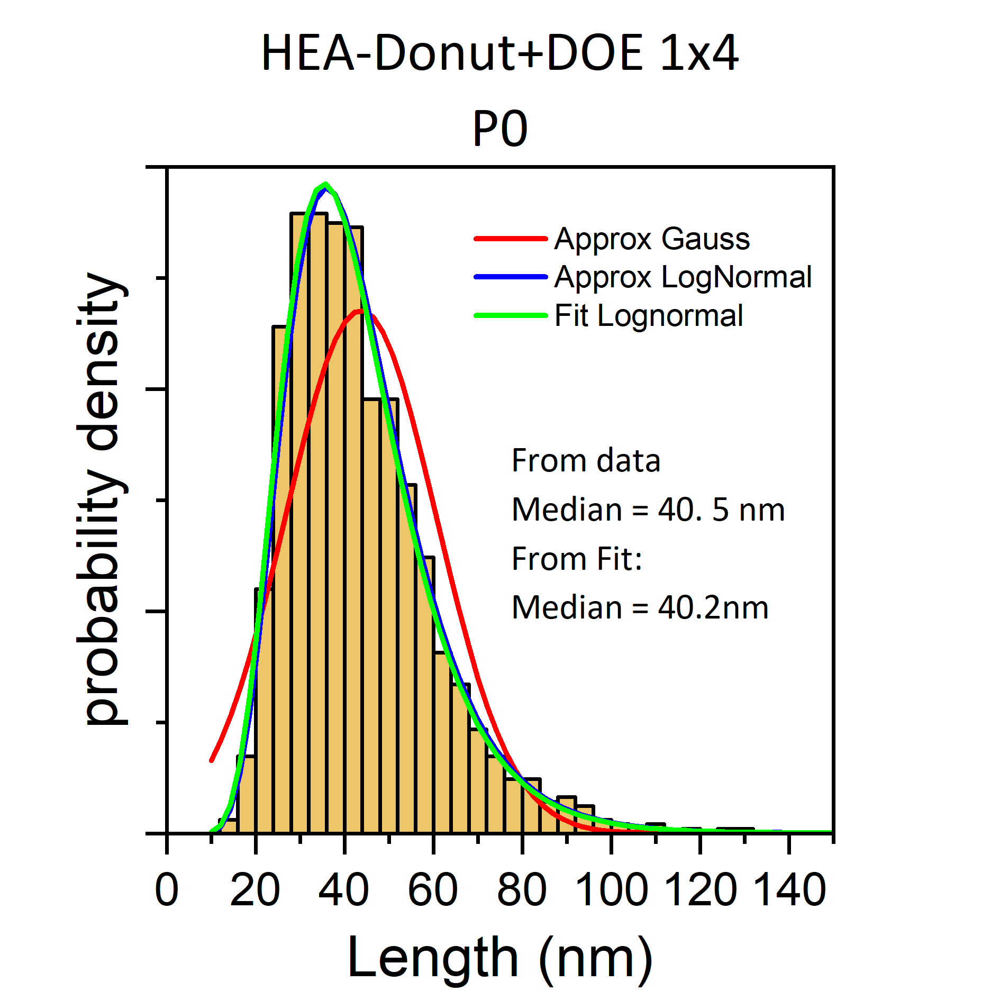 HEA-Donut+DOE 1x4
P0
Approx Gauss
Approx LogNormal
Fit Lognormal
probability density
From data
Median = 40. 5 nm
From Fit:
Median = 40.2nm
0 20 40 60 80 100 120 140
Length (nm)